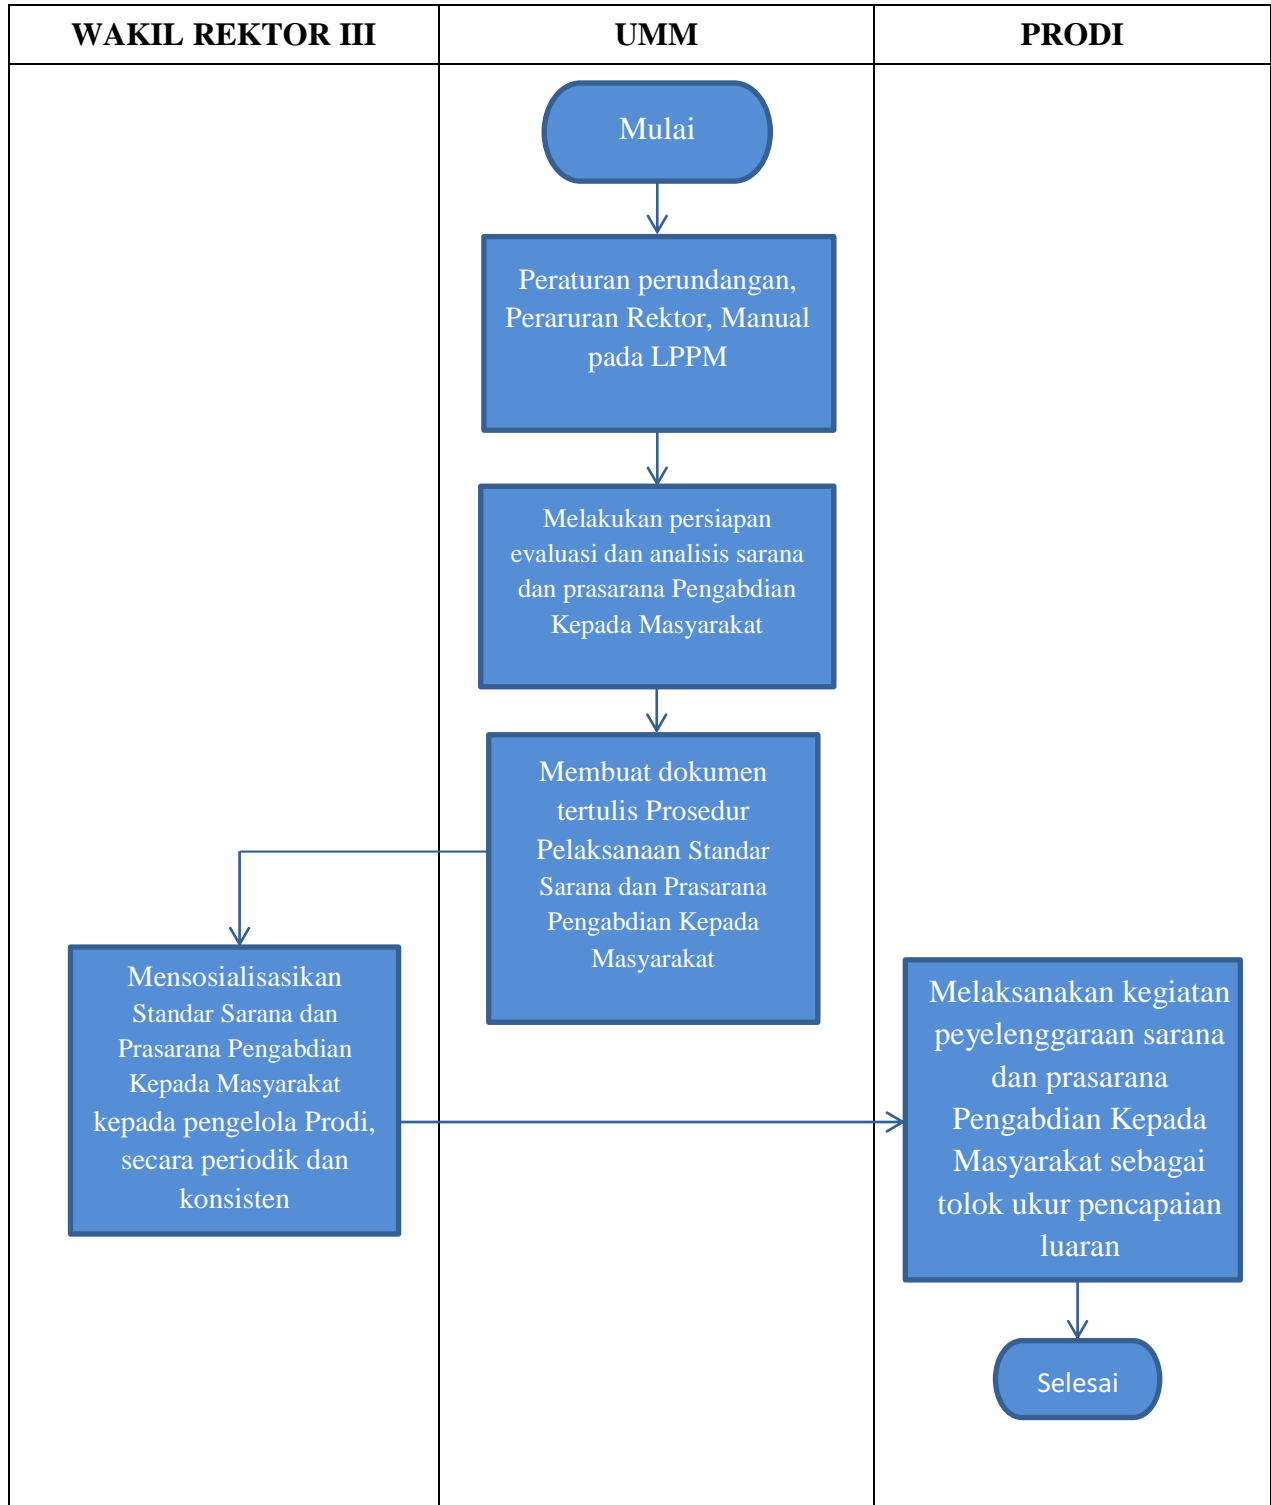 WAKIL REKTOR III
UMM
PRODI
Mulai
Peraturan perundangan,
Peraruran Rektor, Manual
pada LPPM
Melakukan persiapan
evaluasi dan analisis sarana
dan prasarana Pengabdian
Kepada Masyarakat
Membuat dokumen
tertulis Prosedur
Pelaksanaan Standar
Sarana dan Prasarana
Pengabdian Kepada
Masyarakat
Mensosialisasikan
Standar Sarana dan
Prasarana Pengabdian
Kepada Masyarakat
kepada pengelola Prodi,
secara periodik dan
konsisten
Melaksanakan kegiatan
peyelenggaraan sarana
dan prasarana
Pengabdian Kepada
Masyarakat sebagai
tolok ukur pencapaian
luaran
Selesai